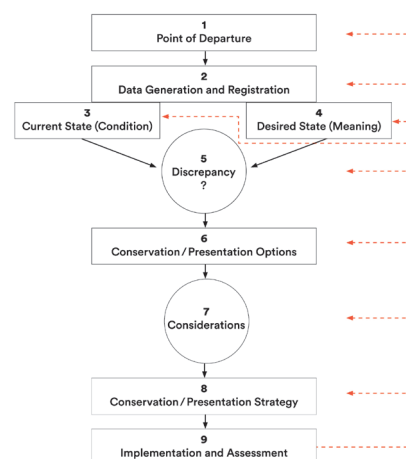 1
Point of Departure
2
Data Generation and Registration
3
Current State (Condition)
4
Desired State (Meaning)
5
Discrepancy
?
6
Conservation / Presentation Options
7
Considerations
8
Conservation / Presentation Strategy
9
Implementation and Assessment